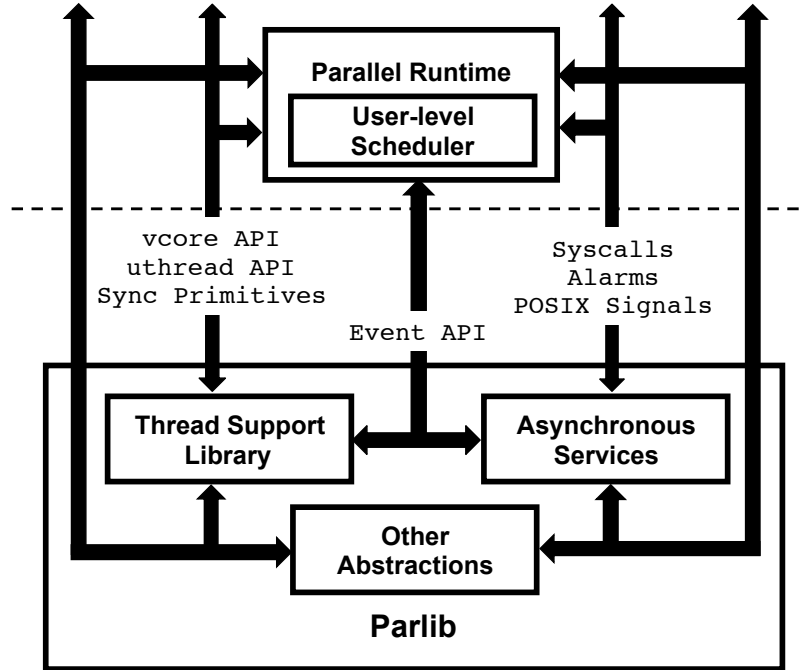 Parallel Runtime
User-level
Scheduler
vcore API
uthread API
Sync Primitives
Syscalls
Alarms
POSIX Signals
Event API
Thread Support
Library
Asynchronous
Services
Other
Abstractions
Parlib